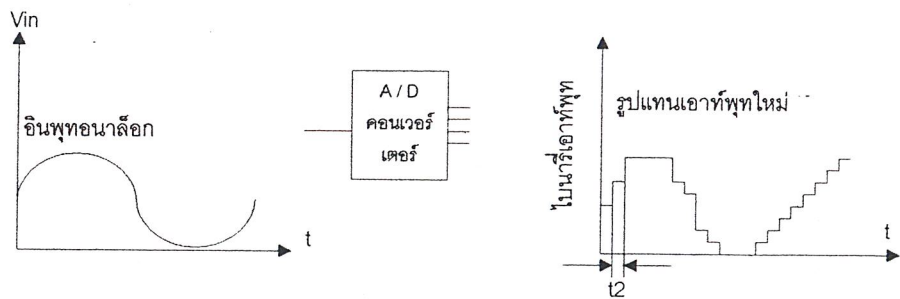 Vin
อินพุทอนาล็อก
t
A / D
คอนเวอร์
เตอร์
ไบนารี่เอาท์พุท
รูปแทนเอาท์พุทใหม่
t
t2